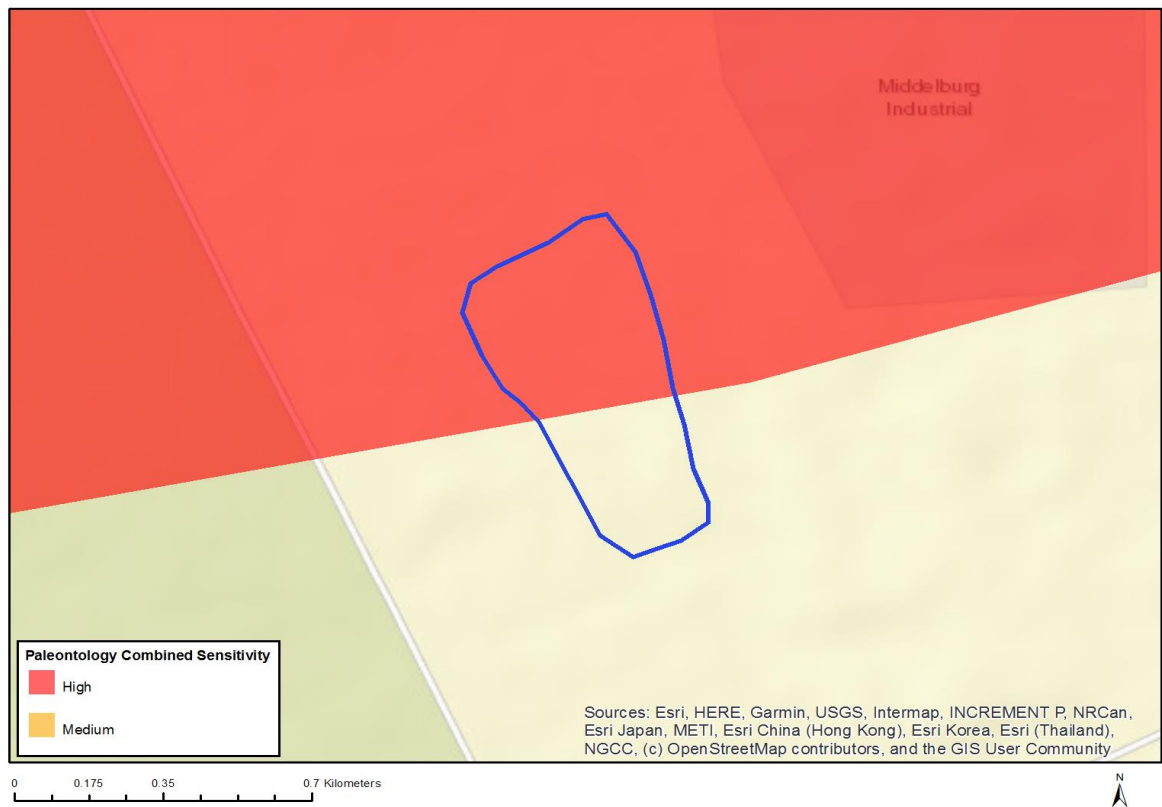 Middelburg
Industrial
Paleontology Combined Sensitivity
High
Medium
Sources: Esri, HERE, Garmin, USGS, Intermap, INCREMENT P, NRCan,
Esri Japan, METI, Esri China (Hong Kong), Esri Korea, Esri (Thailand),
NGCC, (c) OpenStreetMap contributors, and the GIS User Community
0 0.175 0.35 0.7 Kilometers
N